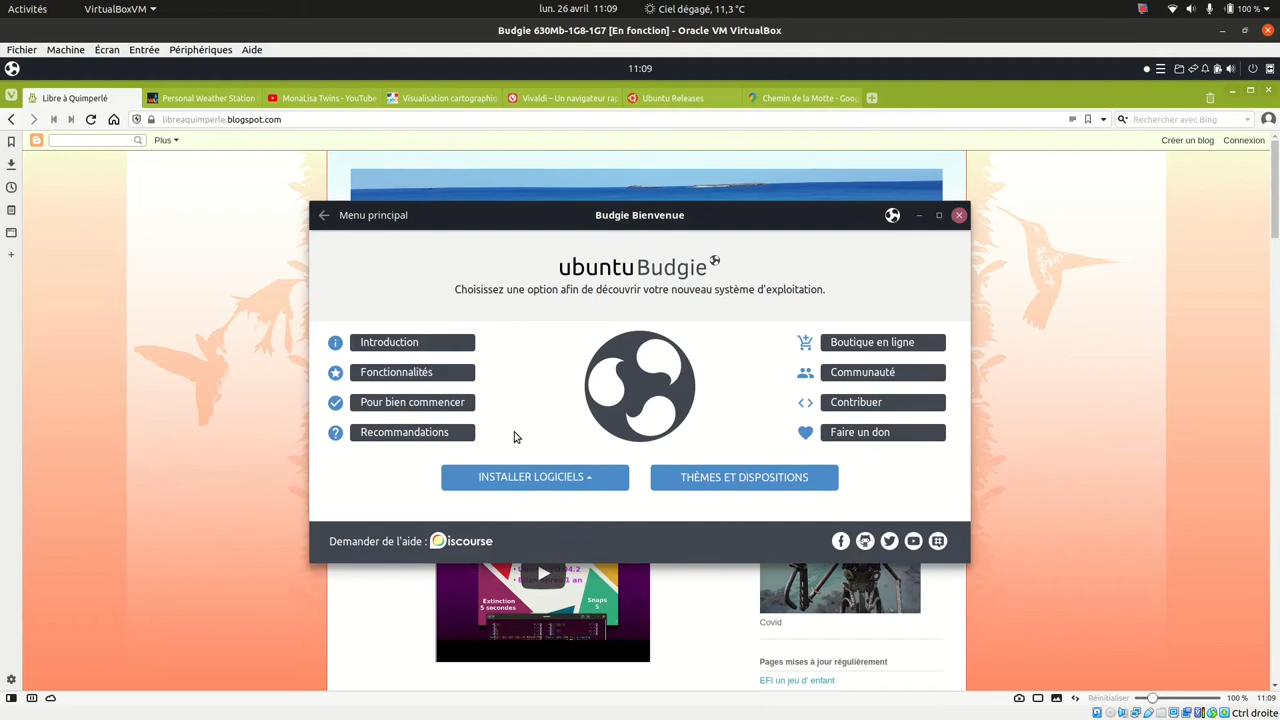 Activités VirtualBoxVM lun. 26 avril 11:09 Ciel dégagé, 11,3 °C 100 %
Budgie 630Mb-1G8-1G7 [En fonction] - Oracle VM VirtualBox
Fichier Machine Écran Entrée Périphériques Aide
11:09
Libre à Quimperlé Personal Weather Station MonaLisa Twins - YouTube Visualisation cartographiq Vivaldi – Un navigateur ra Ubuntu Releases Chemin de la Motte - Goo
libreaquimperle.blogspot.com Rechercher avec Bing
Plus Créer un blog Connexion
Menu principal Budgie Bienvenue
ubuntu Budgie
Choisissez une option afin de découvrir votre nouveau système d'exploitation.
Introduction Boutique en ligne
Fonctionnalités Communauté
Pour bien commencer Contribuer
Recommandations Faire un don
INSTALLER LOGICIELS THÈMES ET DISPOSITIONS
Demander de l'aide : iscourse
1 an
Extinction Snaps
5 secondes 5
Covid
Pages mises à jour régulièrement
EFI un jeu d' enfant
Réinitialiser 100 % 11:09
Ctrl droite